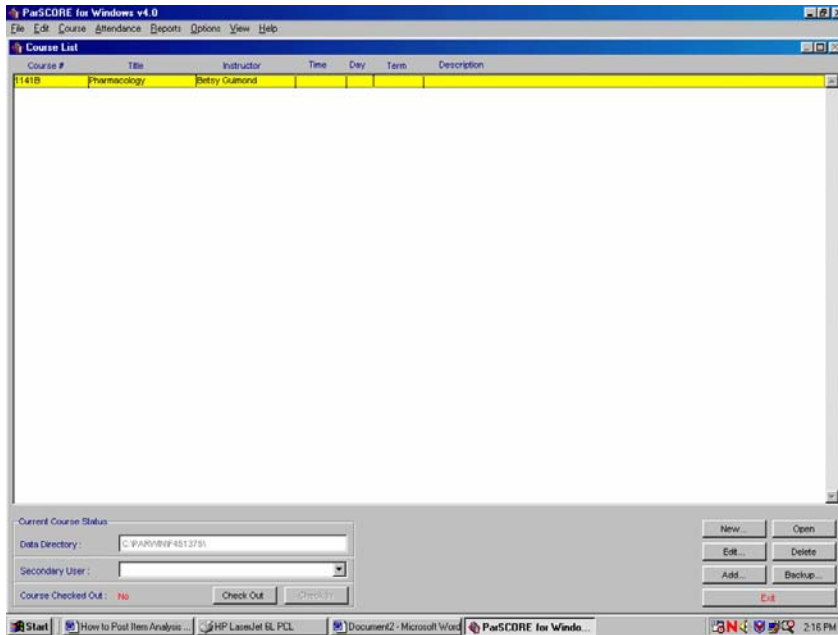 ParSCORE for Windows v4.0
File Edit Course Attendance Reports Options View Help
Course List
Course # Title Instructor Time Day Term Description
1141B Pharmacology Betsy Guimond
Current Course Status
Data Directory : C:\PARWIN\F451375\
Secondary User :
Course Checked Out : No Check Out Check In
New... Open
Edit... Delete
Add... Backup...
Exit
Start How to Post Item Analysis ... HP LaserJet 6L PCL Document2 - Microsoft Word ParSCORE for Windo... 2:16 PM